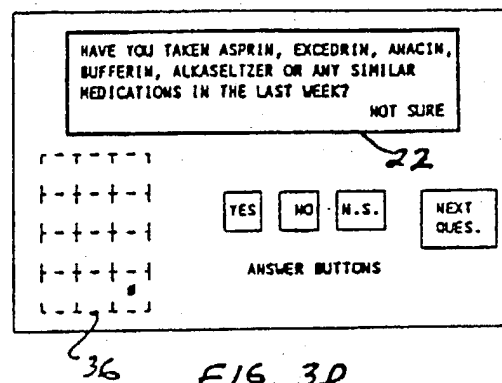 HAVE YOU TAKEN ASPRIN, EXCEDRIN, ANACIN,
BUFFERIN, ALKASELTZER OR ANY SIMILAR
MEDICATIONS IN THE LAST WEEK?
NOT SURE
22
YES NO N.S. NEXT QUES.
ANSWER BUTTONS
36
FIG. 3D